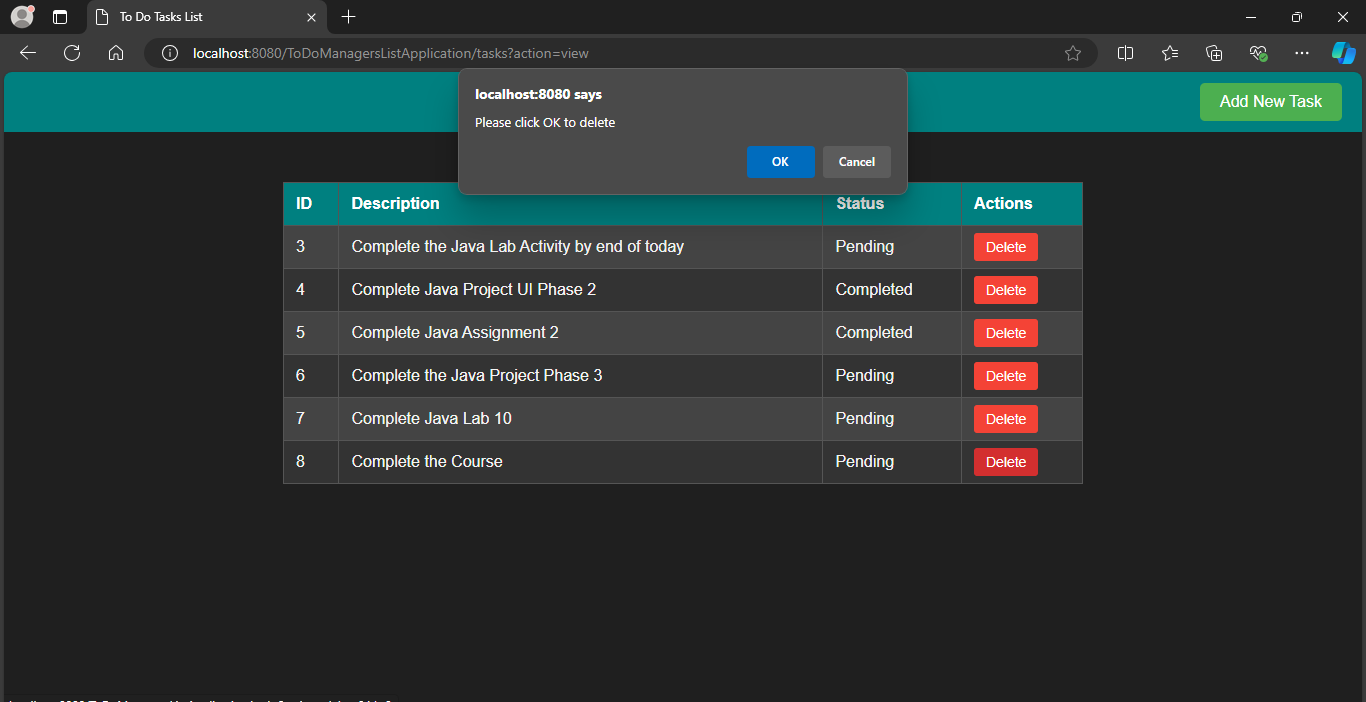 To Do Tasks List
localhost:8080/ToDoManagersListApplication/tasks?action=view
localhost:8080 says
Please click OK to delete
OK Cancel
Add New Task
ID Description Status Actions
3 Complete the Java Lab Activity by end of today Pending Delete
4 Complete Java Project UI Phase 2 Completed Delete
5 Complete Java Assignment 2 Completed Delete
6 Complete the Java Project Phase 3 Pending Delete
7 Complete Java Lab 10 Pending Delete
8 Complete the Course Pending Delete